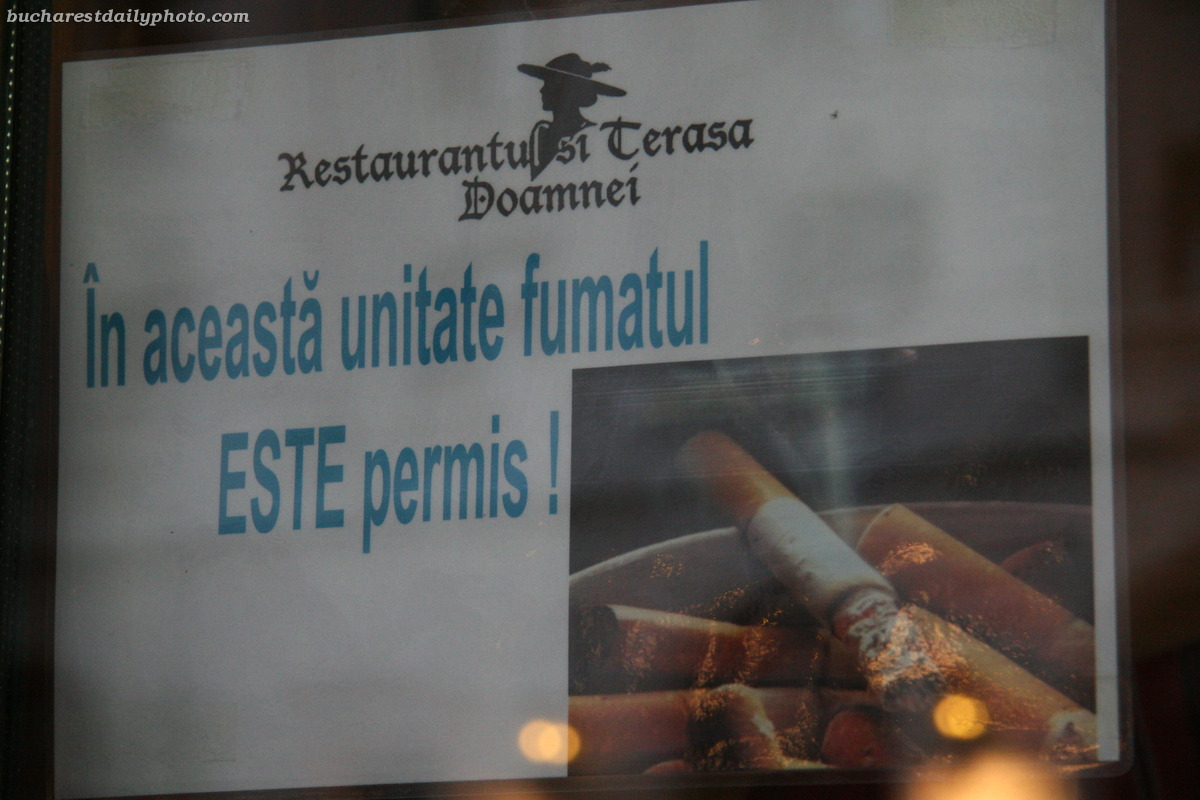 bucharestdailyphoto.com
Restaurantul si Terasa
Doamnei
În această unitate fumatul
ESTE permis !